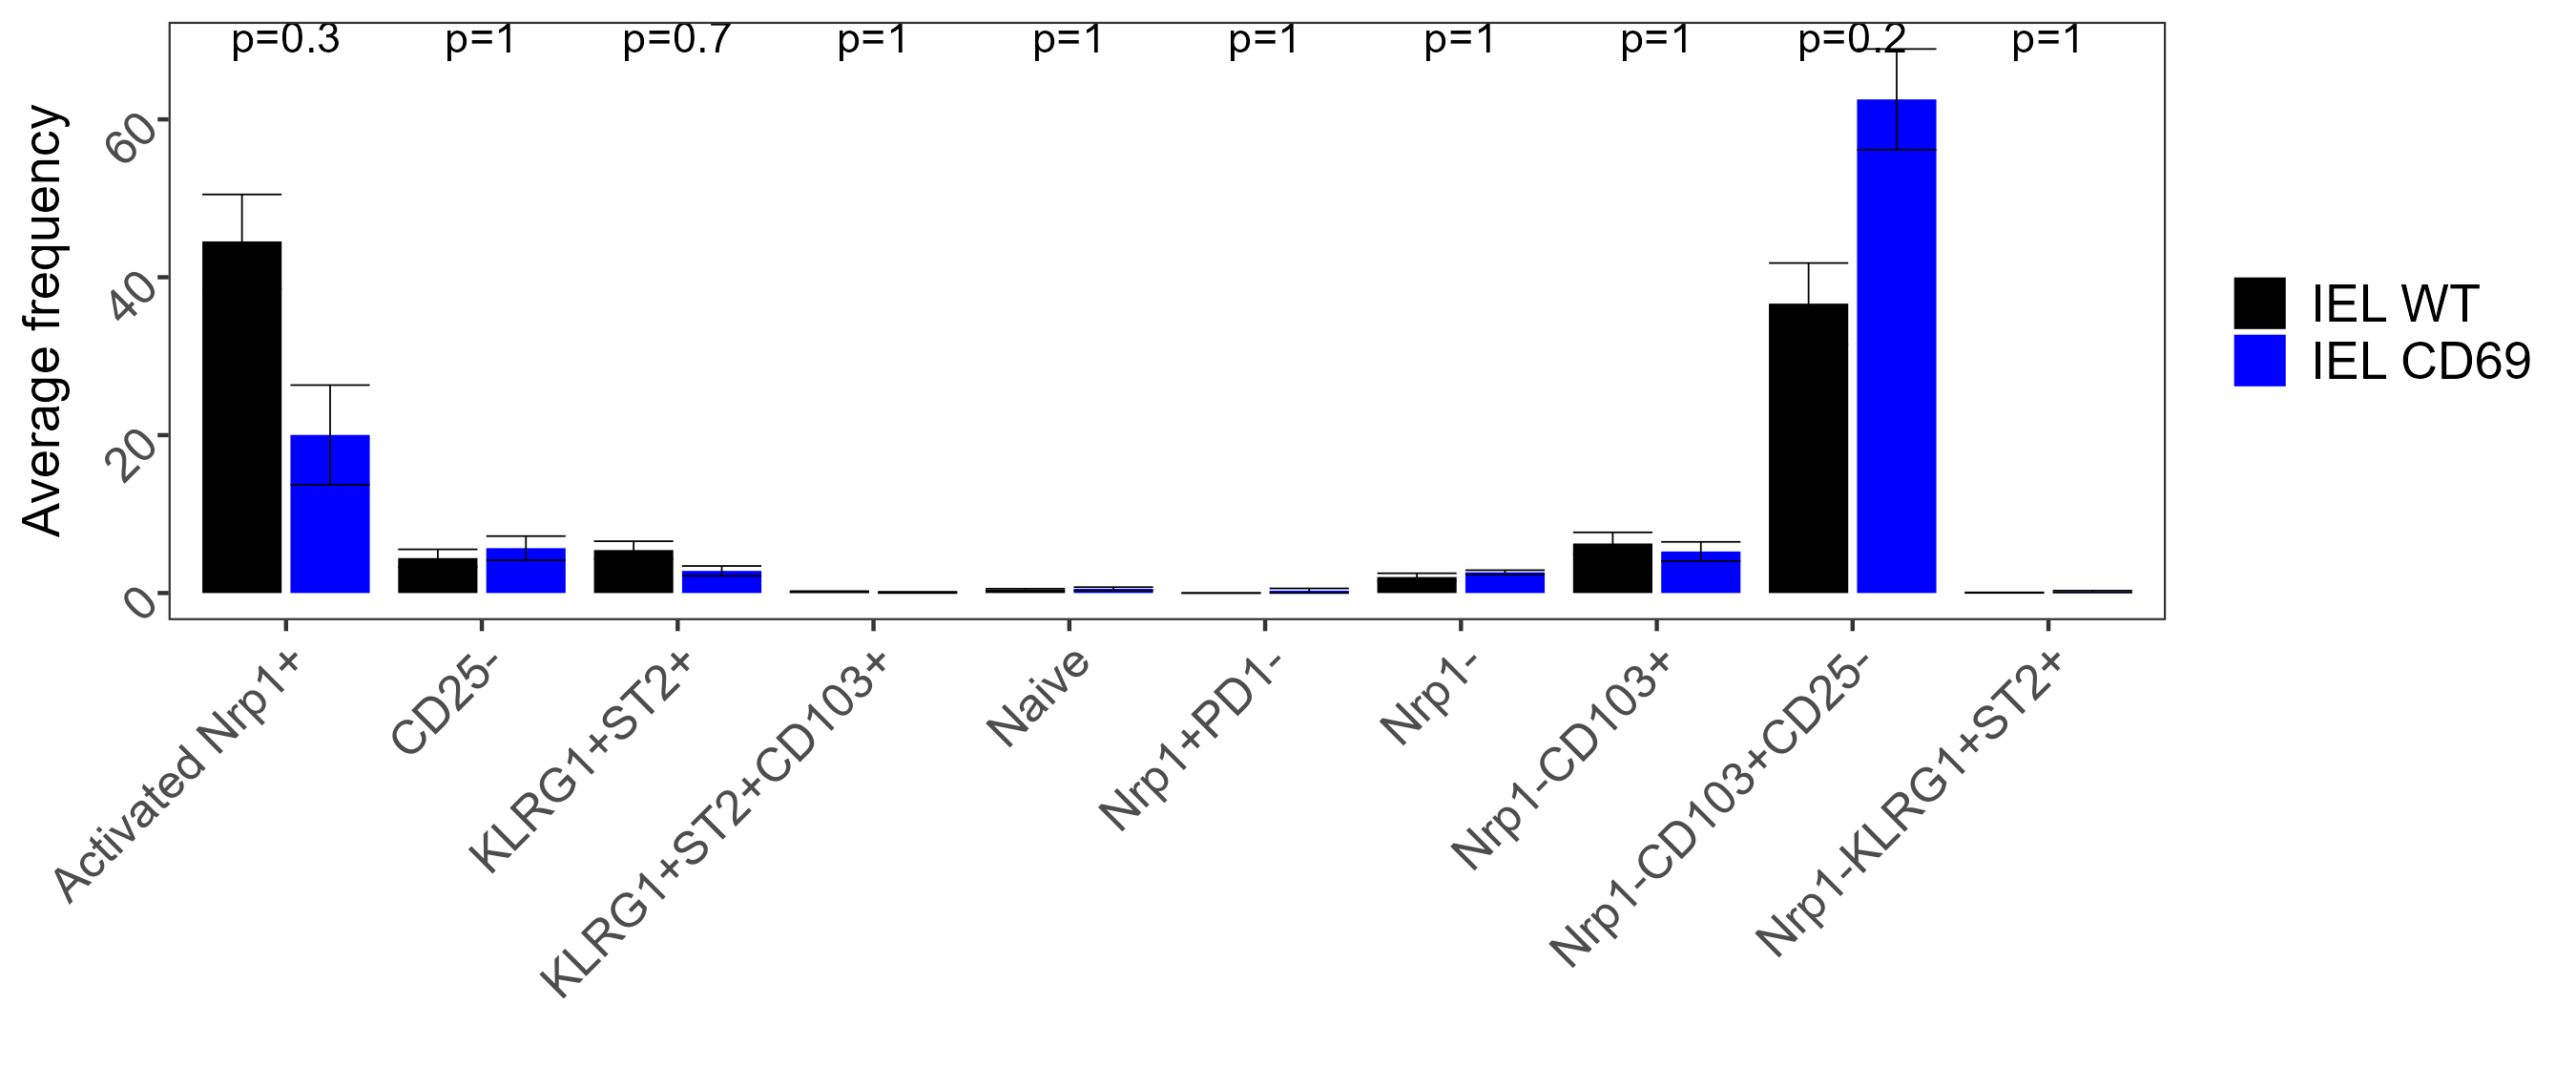 p=0.3 p=1 p=0.7 p=1 p=1 p=1 p=1 p=1 p=0.2 p=1
Average frequency
60
40
20
0
IEL WT
IEL CD69
Activated Nrp1+
CD25-
KLRG1+ST2+
KLRG1+ST2+CD103+
Naive
Nrp1+PD1-
Nrp1-
Nrp1-CD103+
Nrp1-CD103+CD25-
Nrp1-KLRG1+ST2+